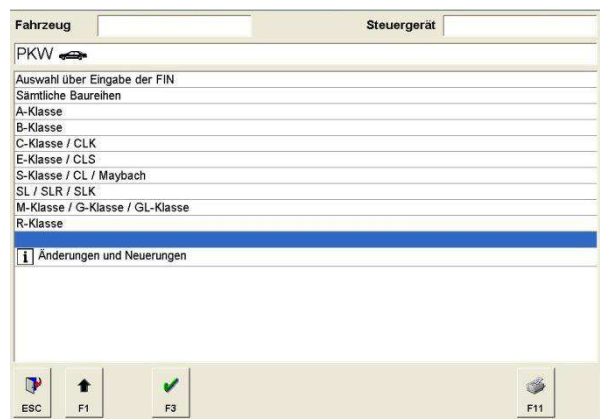 Fahrzeug Steuergerät
PKW
Auswahl über Eingabe der FIN
Sämtliche Baureihen
A-Klasse
B-Klasse
C-Klasse / CLK
E-Klasse / CLS
S-Klasse / CL / Maybach
SL / SLR / SLK
M-Klasse / G-Klasse / GL-Klasse
R-Klasse
i Änderungen und Neuerungen
ESC F1 F3 F11